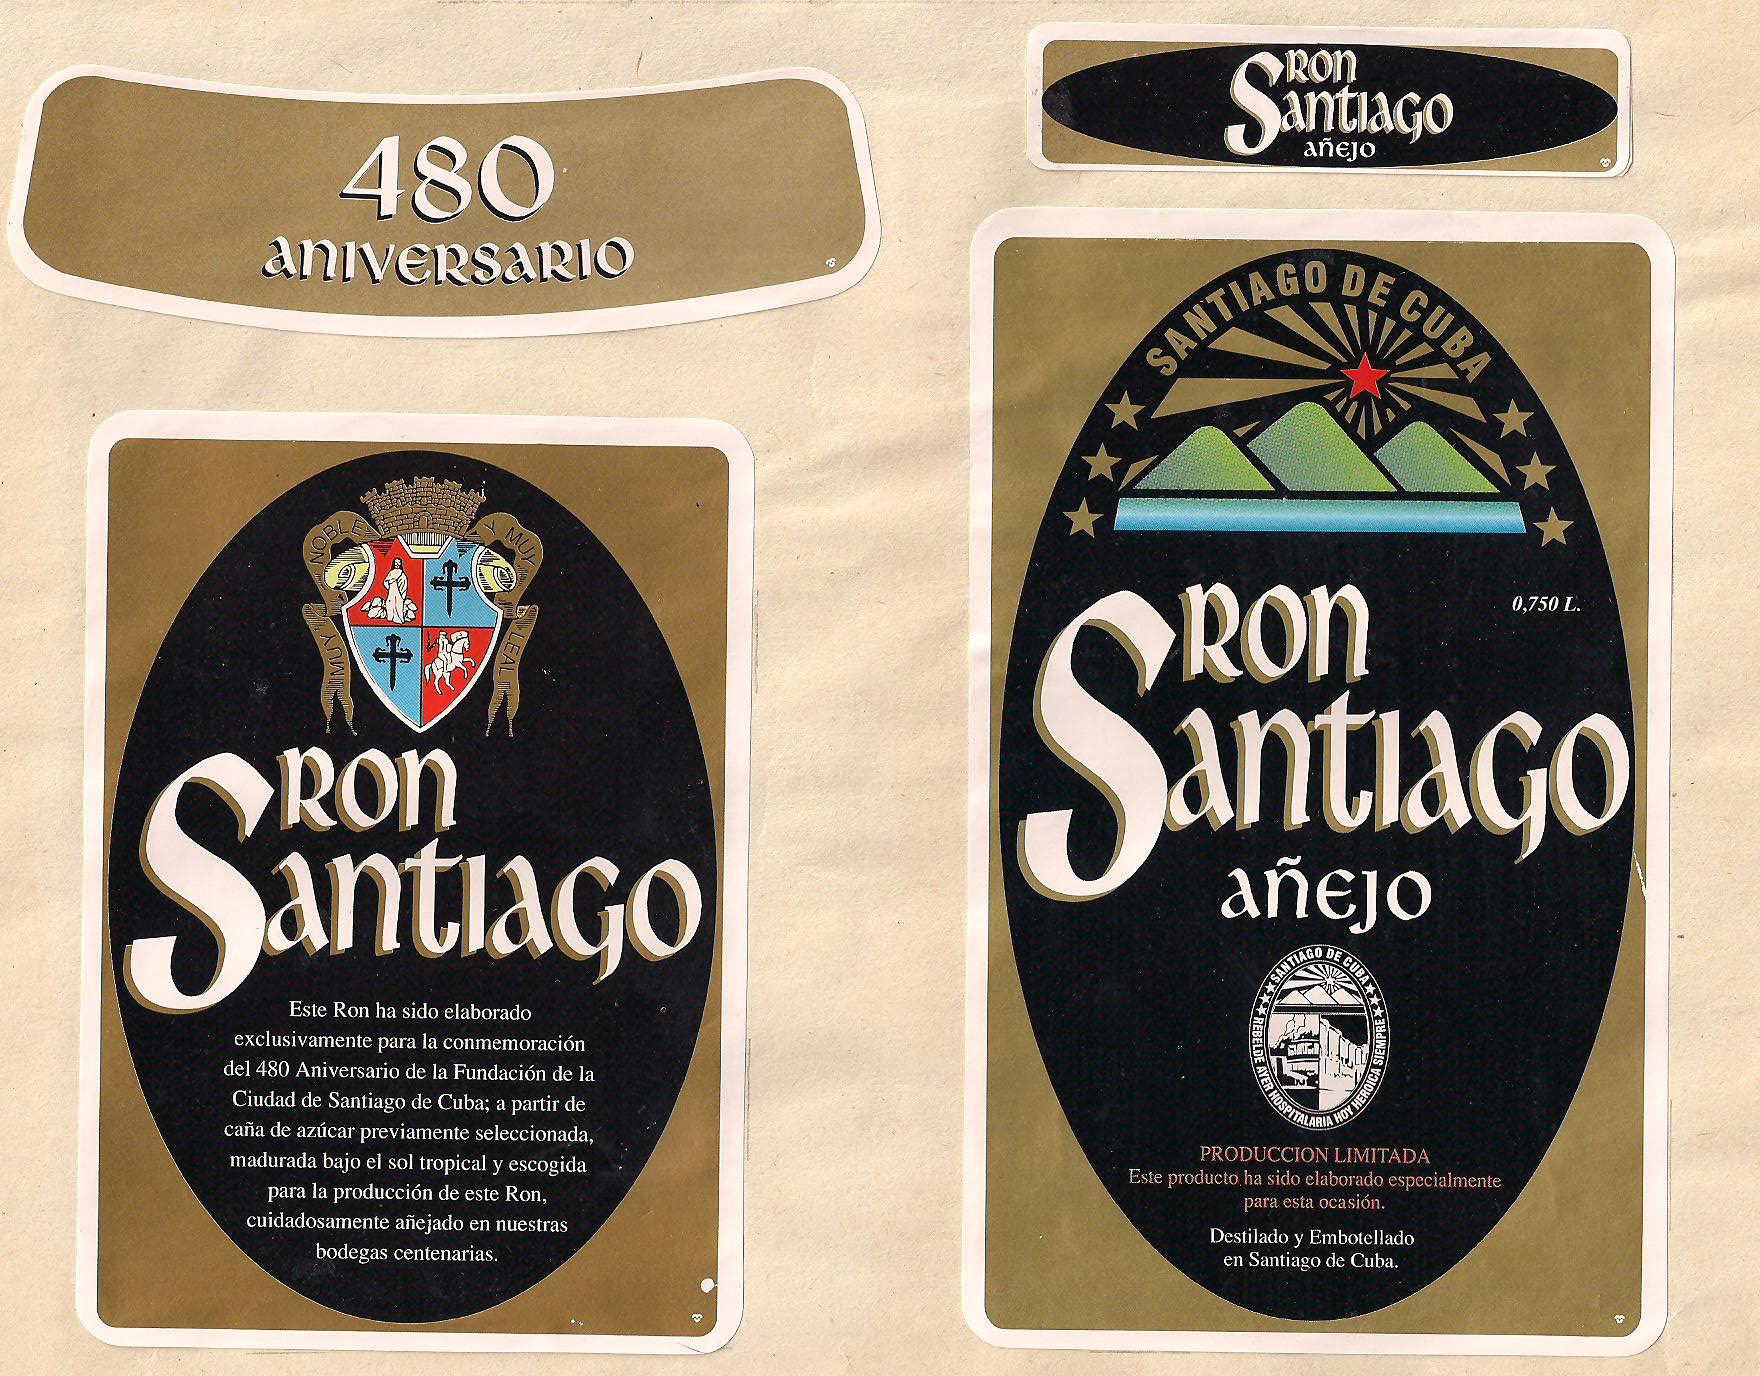 480
ANIVERSARIO
RON
SANTIAGO
AÑEJO
MUY NOBLE Y MUY LEAL
RON
SANTIAGO
Este Ron ha sido elaborado
exclusivamente para la conmemoración
del 480 Aniversario de la Fundación de la
Ciudad de Santiago de Cuba; a partir de
caña de azúcar previamente seleccionada,
madurada bajo el sol tropical y escogida
para la producción de este Ron,
cuidadosamente añejado en nuestras
bodegas centenarias.
SANTIAGO DE CUBA
0,750 L.
RON
SANTIAGO
AÑEJO
SANTIAGO DE CUBA
REBELDE AYER HOSPITALARIA HOY HEROICA SIEMPRE
PRODUCCION LIMITADA
Este producto ha sido elaborado especialmente
para esta ocasión.
Destilado y Embotellado
en Santiago de Cuba.